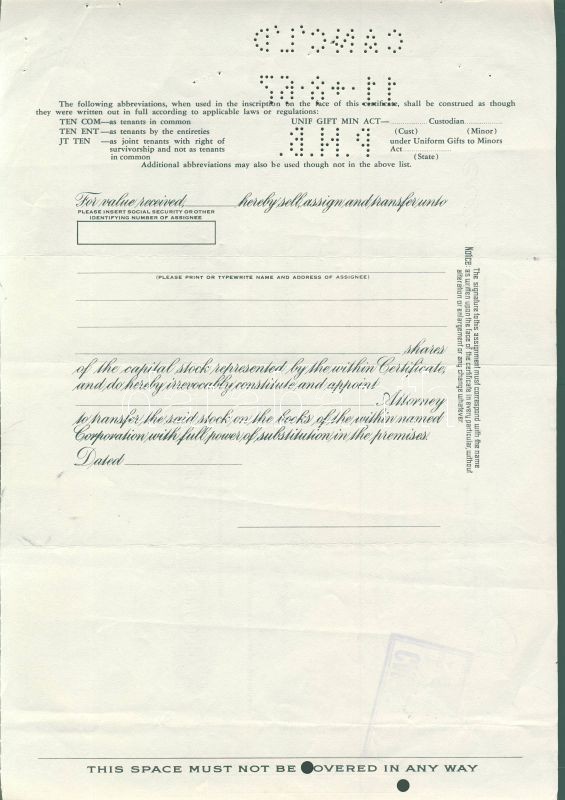 CANC'L'D
11·4·67
P.H.B.
The following abbreviations, when used in the inscription on the face of this certificate, shall be construed as though
they were written out in full according to applicable laws or regulations:
TEN COM—as tenants in common UNIF GIFT MIN ACT— Custodian
TEN ENT—as tenants by the entireties (Cust) (Minor)
JT TEN —as joint tenants with right of under Uniform Gifts to Minors
survivorship and not as tenants Act
in common (State)
Additional abbreviations may also be used though not in the above list.
For value received, hereby sell, assign and transfer unto
PLEASE INSERT SOCIAL SECURITY OR OTHER
IDENTIFYING NUMBER OF ASSIGNEE
(PLEASE PRINT OR TYPEWRITE NAME AND ADDRESS OF ASSIGNEE)
shares
of the capital stock represented by the within Certificate,
and do hereby irrevocably constitute and appoint
Attorney
to transfer the said stock on the books of the within named
Corporation with full power of substitution in the premises.
Dated
Notice: The signature to this assignment must correspond with the name
as written upon the face of the certificate in every particular, without
alteration or enlargement or any change whatever.
THIS SPACE MUST NOT BE OVERED IN ANY WAY